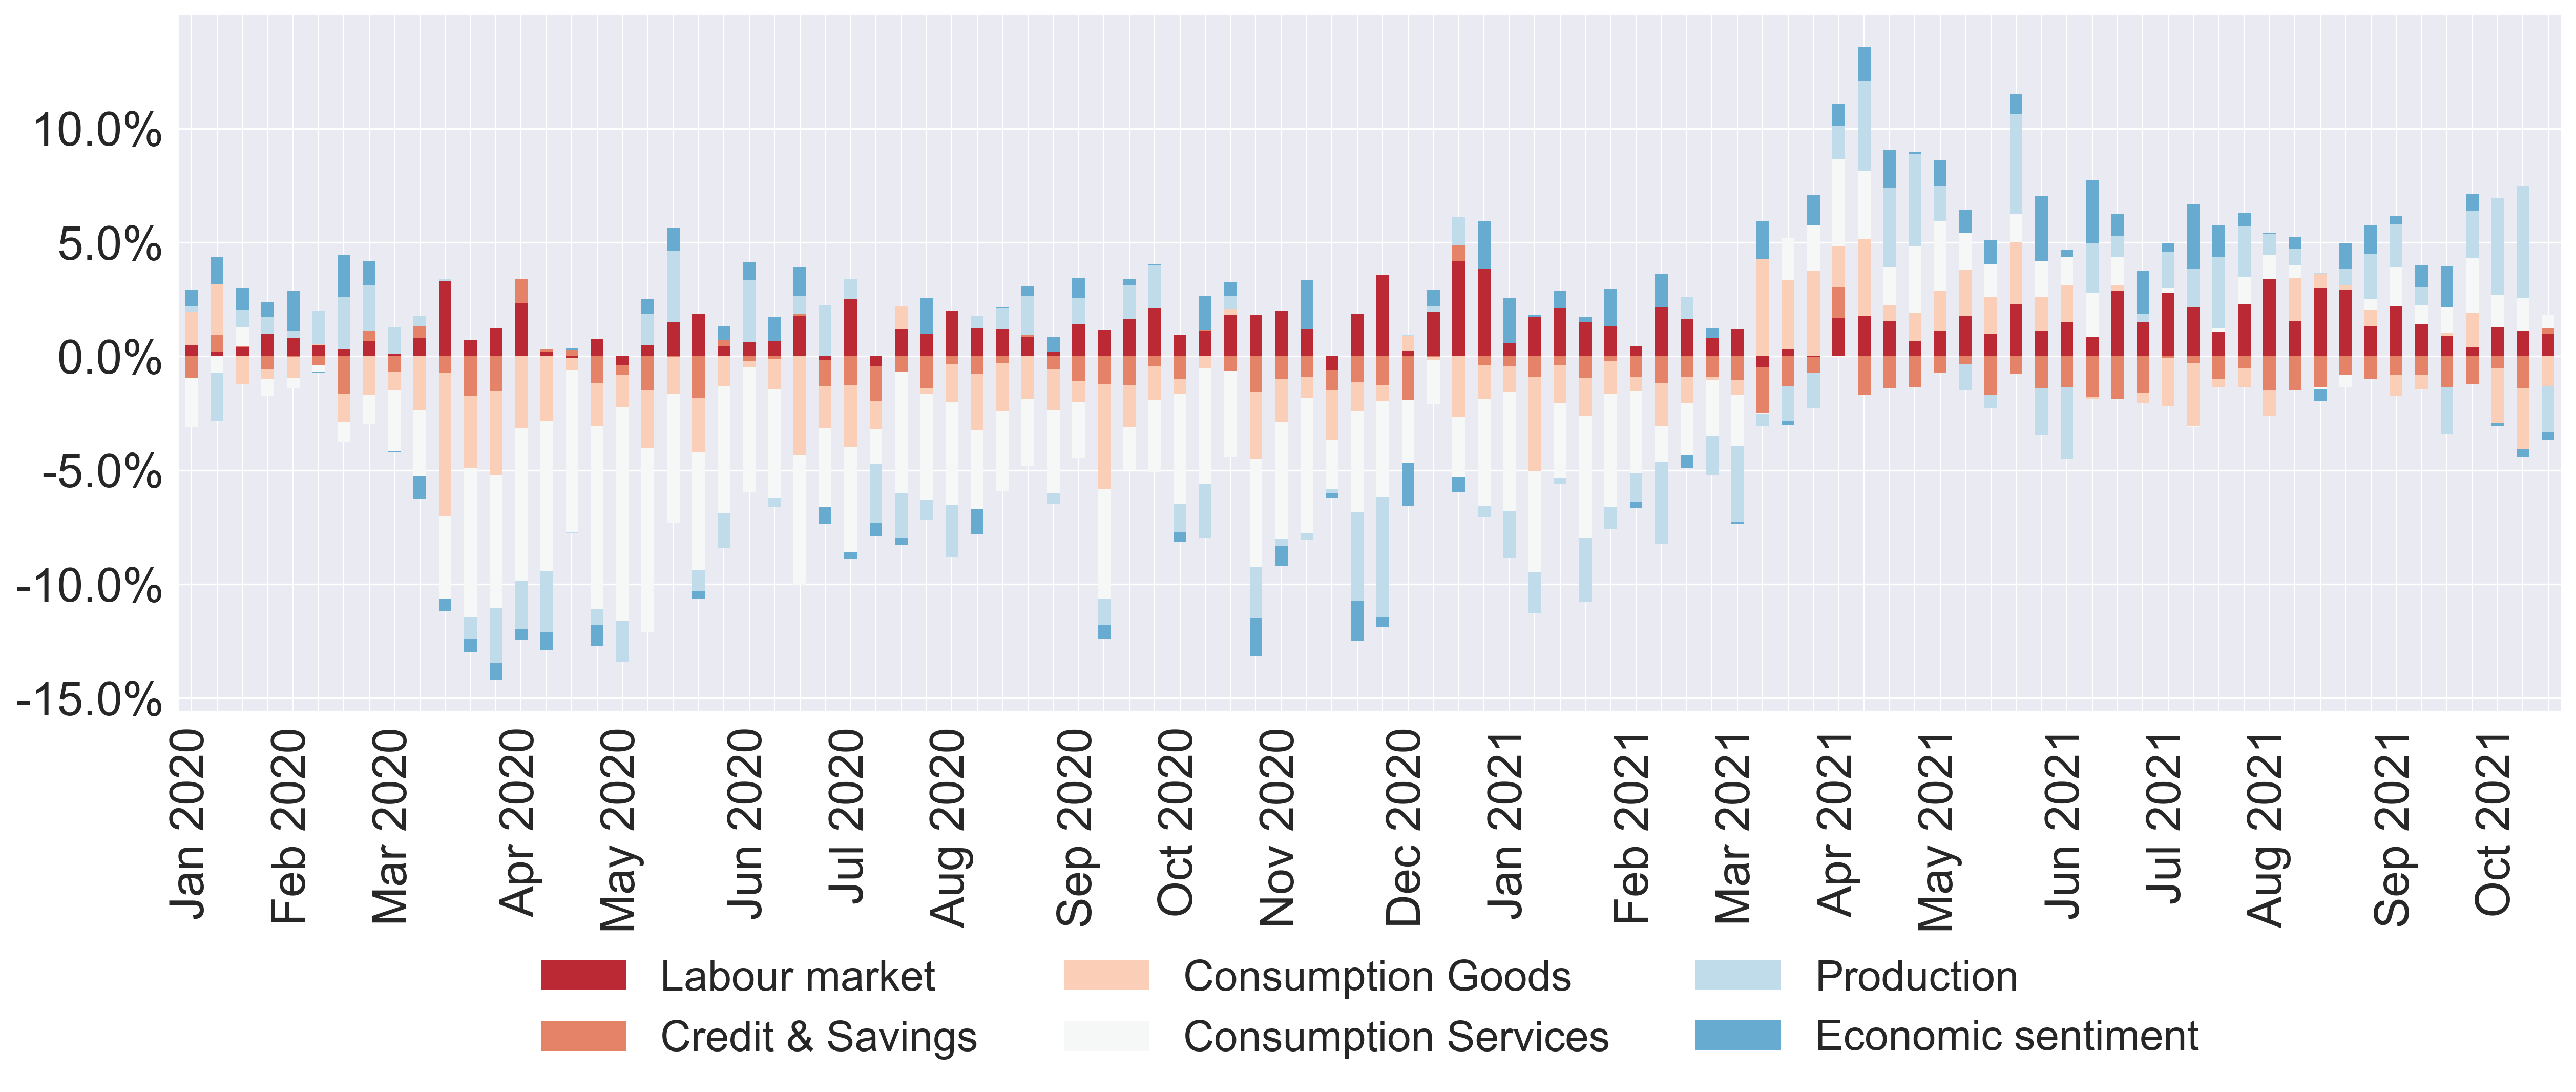 10.0%
5.0%
0.0%
-5.0%
-10.0%
-15.0%
Jan 2020
Feb 2020
Mar 2020
Apr 2020
May 2020
Jun 2020
Jul 2020
Aug 2020
Sep 2020
Oct 2020
Nov 2020
Dec 2020
Jan 2021
Feb 2021
Mar 2021
Apr 2021
May 2021
Jun 2021
Jul 2021
Aug 2021
Sep 2021
Oct 2021
Labour market
Consumption Goods
Production
Credit & Savings
Consumption Services
Economic sentiment